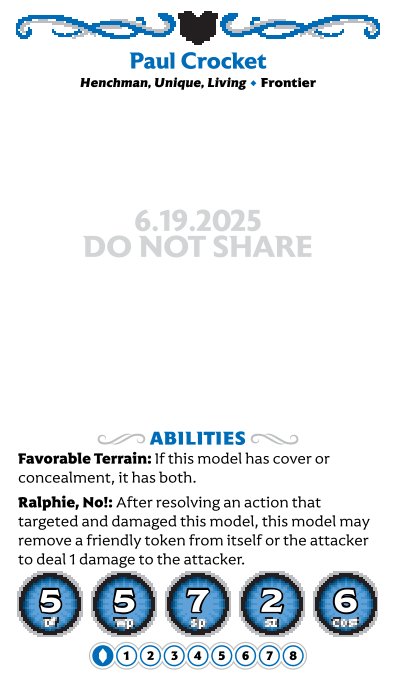 Paul Crocket
Henchman, Unique, Living ♦ Frontier
6.19.2025
DO NOT SHARE
ABILITIES
Favorable Terrain: If this model has cover or
concealment, it has both.
Ralphie, No!: After resolving an action that
targeted and damaged this model, this model may
remove a friendly token from itself or the attacker
to deal 1 damage to the attacker.
5 5 7 2 6
Df Wp Sp Sz Cost
1 2 3 4 5 6 7 8